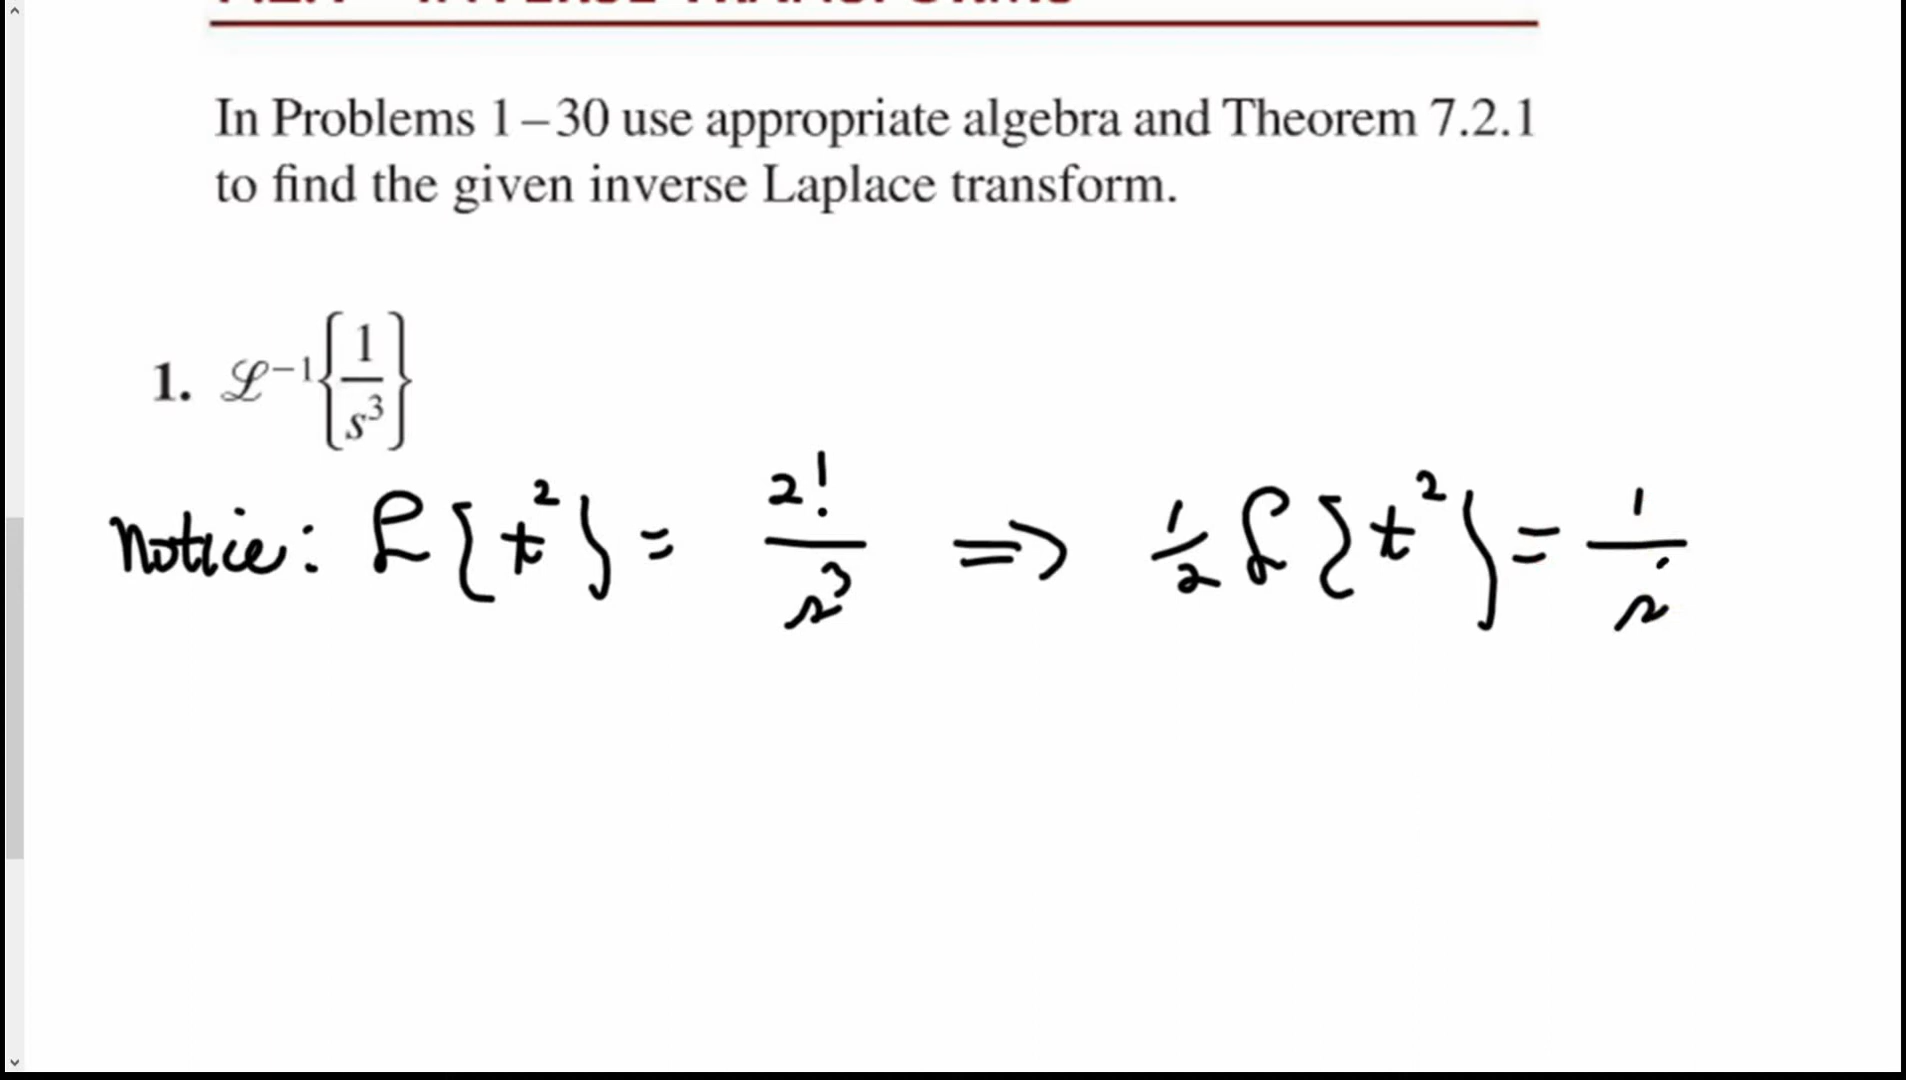 In Problems 1–30 use appropriate algebra and Theorem 7.2.1
to find the given inverse Laplace transform.
1. ℒ⁻¹{1/s³}
Notice: ℒ{t²} = 2!/s³ ⇒ ½ ℒ{t²} = 1/s